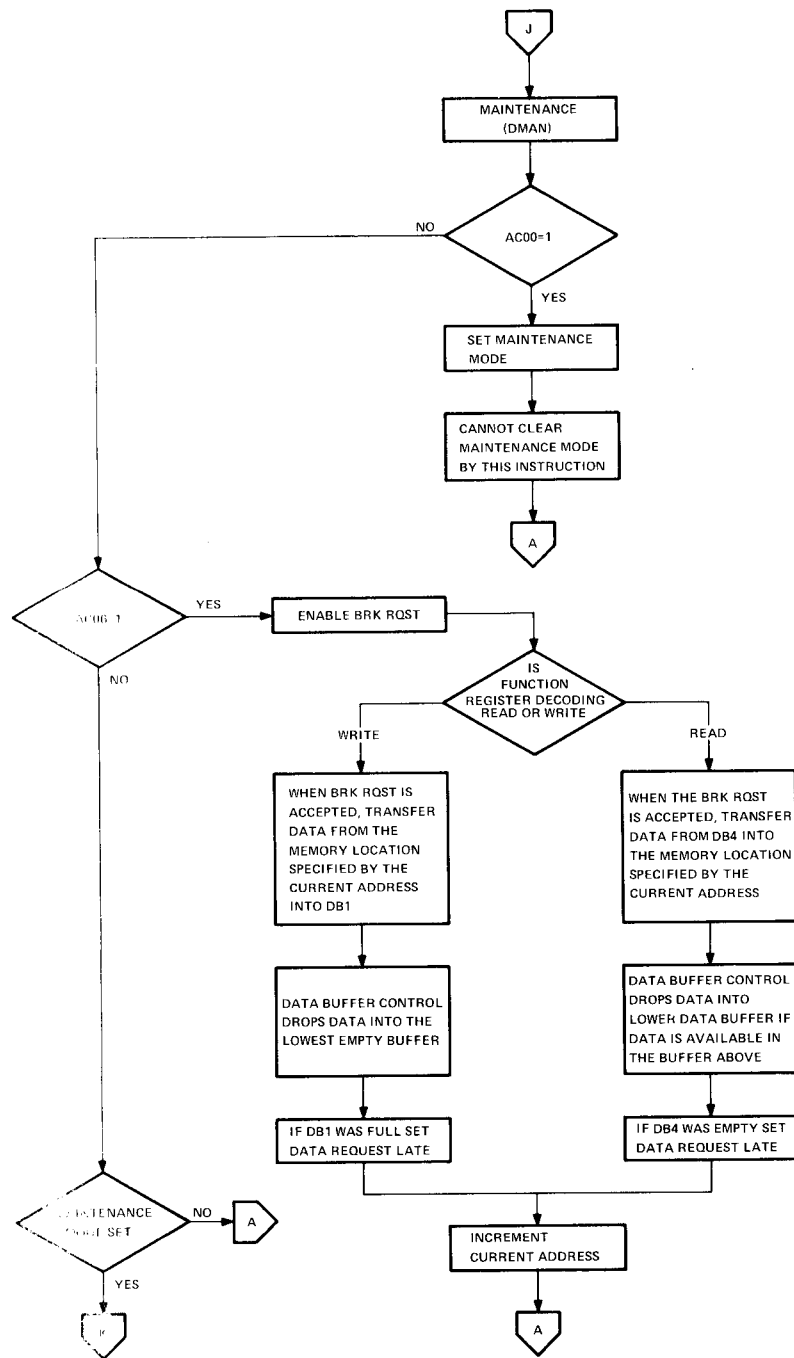 J
MAINTENANCE
(DMAN)
NO
AC00=1
YES
SET MAINTENANCE
MODE
CANNOT CLEAR
MAINTENANCE MODE
BY THIS INSTRUCTION
A
YES
ENABLE BRK RQST
NO
IS
FUNCTION
REGISTER DECODING
READ OR WRITE
WRITE
READ
WHEN BRK RQST IS
ACCEPTED, TRANSFER
DATA FROM THE
MEMORY LOCATION
SPECIFIED BY THE
CURRENT ADDRESS
INTO DB1
WHEN THE BRK RQST
IS ACCEPTED, TRANSFER
DATA FROM DB4 INTO
THE MEMORY LOCATION
SPECIFIED BY THE
CURRENT ADDRESS
DATA BUFFER CONTROL
DROPS DATA INTO THE
LOWEST EMPTY BUFFER
DATA BUFFER CONTROL
DROPS DATA INTO
LOWER DATA BUFFER IF
DATA IS AVAILABLE IN
THE BUFFER ABOVE
IF DB1 WAS FULL SET
DATA REQUEST LATE
IF DB4 WAS EMPTY SET
DATA REQUEST LATE
MAINTENANCE
MODE SET
NO
A
YES
K
INCREMENT
CURRENT ADDRESS
A